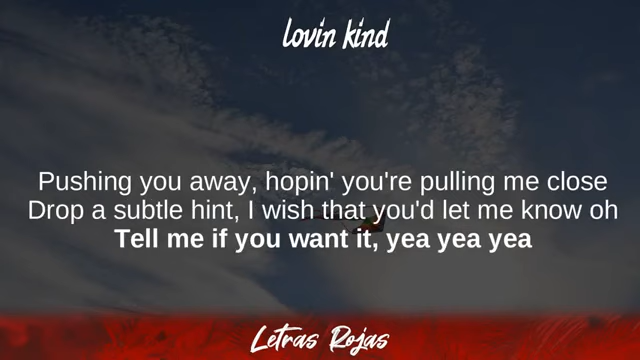 lovin kind
Pushing you away, hopin' you're pulling me close
Drop a subtle hint, I wish that you'd let me know oh
Tell me if you want it, yea yea yea
Letras Rojas